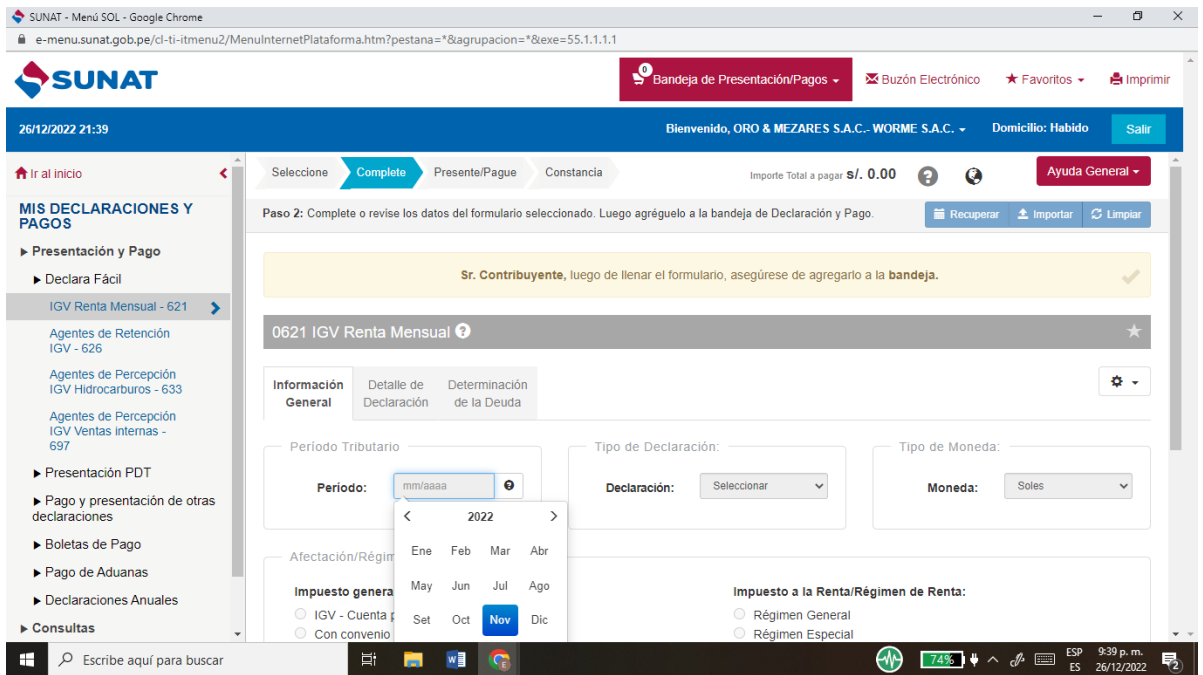 SUNAT - Menú SOL - Google Chrome
e-menu.sunat.gob.pe/cl-ti-itmenu2/MenuInternetPlataforma.htm?pestana=*&agrupacion=*&exe=55.1.1.1.1
SUNAT
0
Bandeja de Presentación/Pagos
Buzón Electrónico
Favoritos
Imprimir
26/12/2022 21:39
Bienvenido, ORO & MEZARES S.A.C.- WORME S.A.C.
Domicilio: Habido
Salir
Ir al inicio
MIS DECLARACIONES Y
PAGOS
Presentación y Pago
Declara Fácil
IGV Renta Mensual - 621
Agentes de Retención
IGV - 626
Agentes de Percepción
IGV Hidrocarburos - 633
Agentes de Percepción
IGV Ventas internas -
697
Presentación PDT
Pago y presentación de otras
declaraciones
Boletas de Pago
Pago de Aduanas
Declaraciones Anuales
Consultas
Seleccione
Complete
Presente/Pague
Constancia
Importe Total a pagar S/. 0.00
Ayuda General
Paso 2: Complete o revise los datos del formulario seleccionado. Luego agréguelo a la bandeja de Declaración y Pago.
Recuperar
Importar
Limpiar
Sr. Contribuyente, luego de llenar el formulario, asegúrese de agregarlo a la bandeja.
0621 IGV Renta Mensual
Información
General
Detalle de
Declaración
Determinación
de la Deuda
Período Tributario
Período:
mm/aaaa
Tipo de Declaración:
Declaración:
Seleccionar
Tipo de Moneda:
Moneda:
Soles
2022
Ene Feb Mar Abr
May Jun Jul Ago
Set Oct Nov Dic
Afectación/Régim
Impuesto genera
IGV - Cuenta p
Con convenio
Impuesto a la Renta/Régimen de Renta:
Régimen General
Régimen Especial
Escribe aquí para buscar
74%
ESP
ES
9:39 p. m.
26/12/2022
2